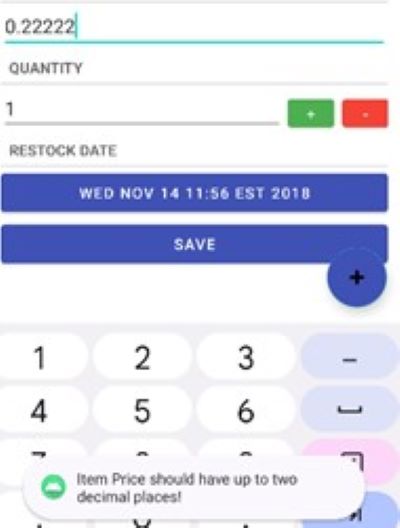 0.22222
QUANTITY
1
+ -
RESTOCK DATE
WED NOV 14 11:56 EST 2018
SAVE
+
1 2 3 -
4 5 6
7
Item Price should have up to two
decimal places!